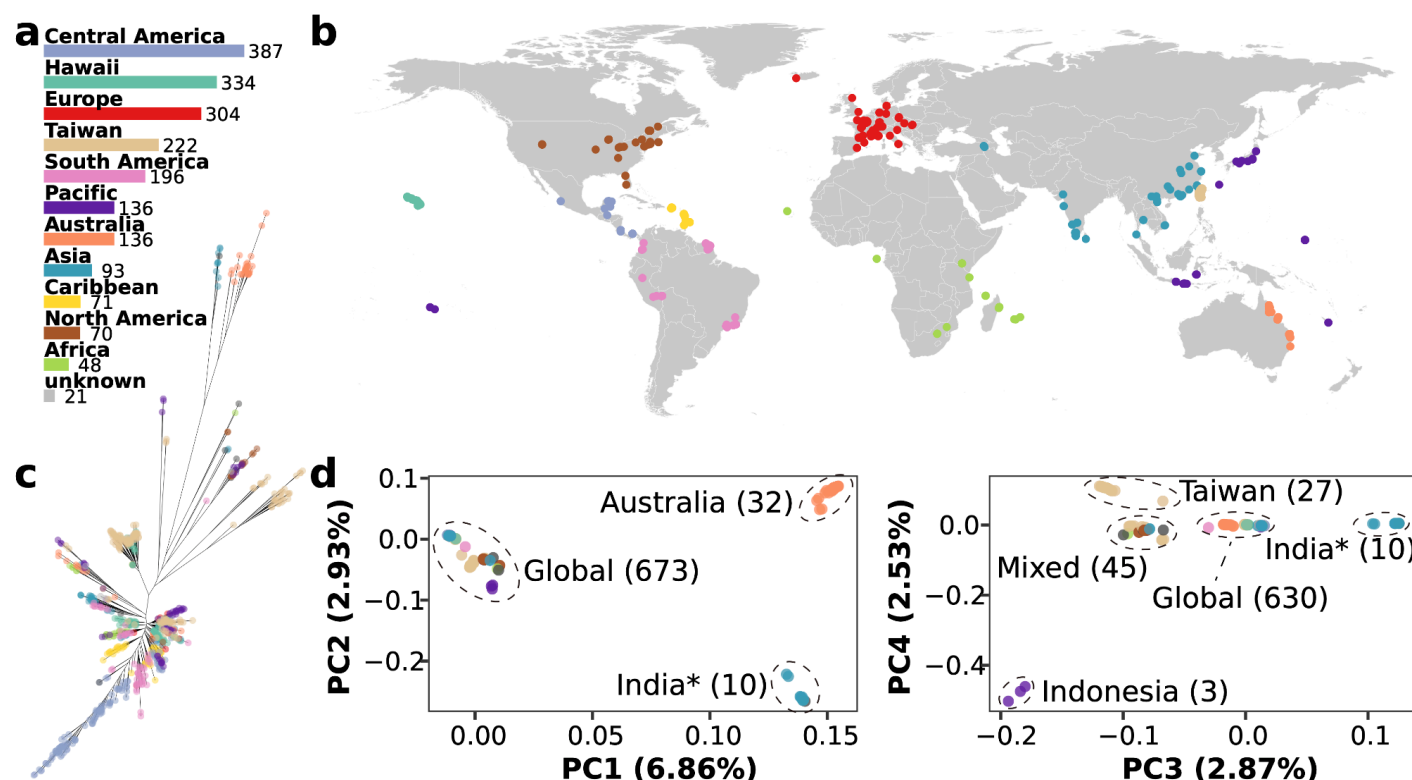 a
Central America
387
Hawaii
334
Europe
304
Taiwan
222
South America
196
Pacific
136
Australia
136
Asia
93
Caribbean
71
North America
70
Africa
48
unknown
21
b
c
d
0.1
0.0
−0.1
−0.2
PC2 (2.93%)
Australia (32)
Global (673)
India* (10)
0.00
0.05
0.10
0.15
PC1 (6.86%)
0.0
−0.2
−0.4
PC4 (2.53%)
Taiwan (27)
Mixed (45)
India* (10)
Global (630)
Indonesia (3)
−0.2
−0.1
0.0
0.1
PC3 (2.87%)